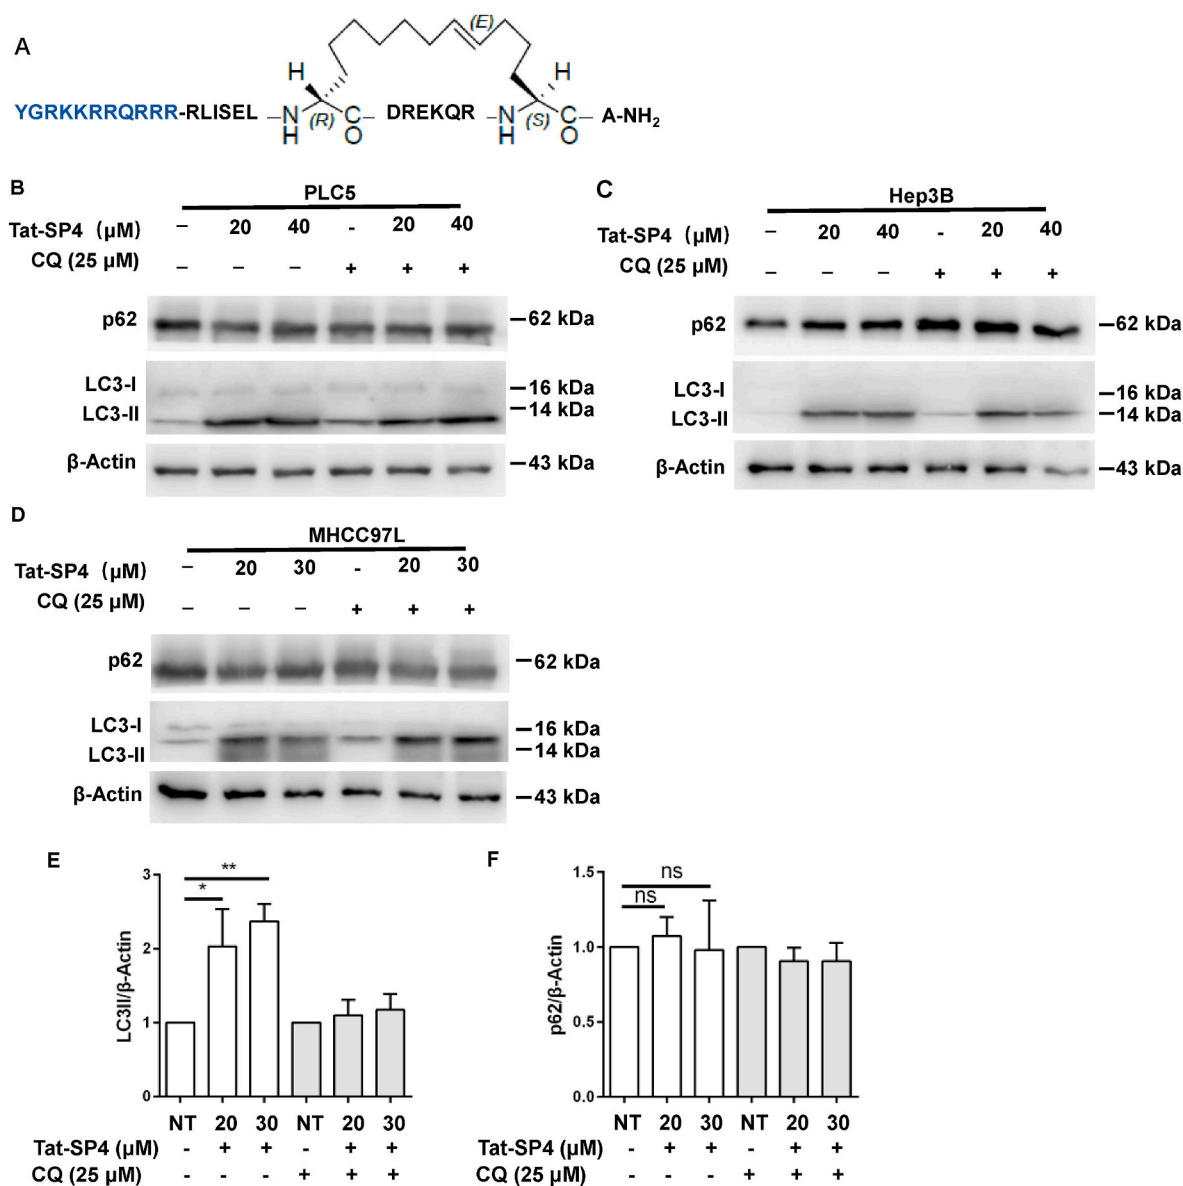 A
(E)
H H
YGRKKRRQRRR-RLISEL N (R) C DREKQR N (S) C A-NH2
H O H O
B
PLC5
Tat-SP4 (μM) – 20 40 - 20 40
CQ (25 μM) – – – + + +
p62 62 kDa
LC3-I 16 kDa
LC3-II 14 kDa
β-Actin 43 kDa
C
Hep3B
Tat-SP4 (μM) – 20 40 - 20 40
CQ (25 μM) – – – + + +
p62 62 kDa
LC3-I 16 kDa
LC3-II 14 kDa
β-Actin 43 kDa
D
MHCC97L
Tat-SP4 (μM) – 20 30 - 20 30
CQ (25 μM) – – – + + +
p62 62 kDa
LC3-I 16 kDa
LC3-II 14 kDa
β-Actin 43 kDa
E
LC3II/β-Actin
3
2
1
0
* **
NT 20 30 NT 20 30
Tat-SP4 (μM) - + + - + +
CQ (25 μM) - - - + + +
F
p62/β-Actin
1.5
1.0
0.5
0.0
ns ns
NT 20 30 NT 20 30
Tat-SP4 (μM) - + + - + +
CQ (25 μM) - - - + + +